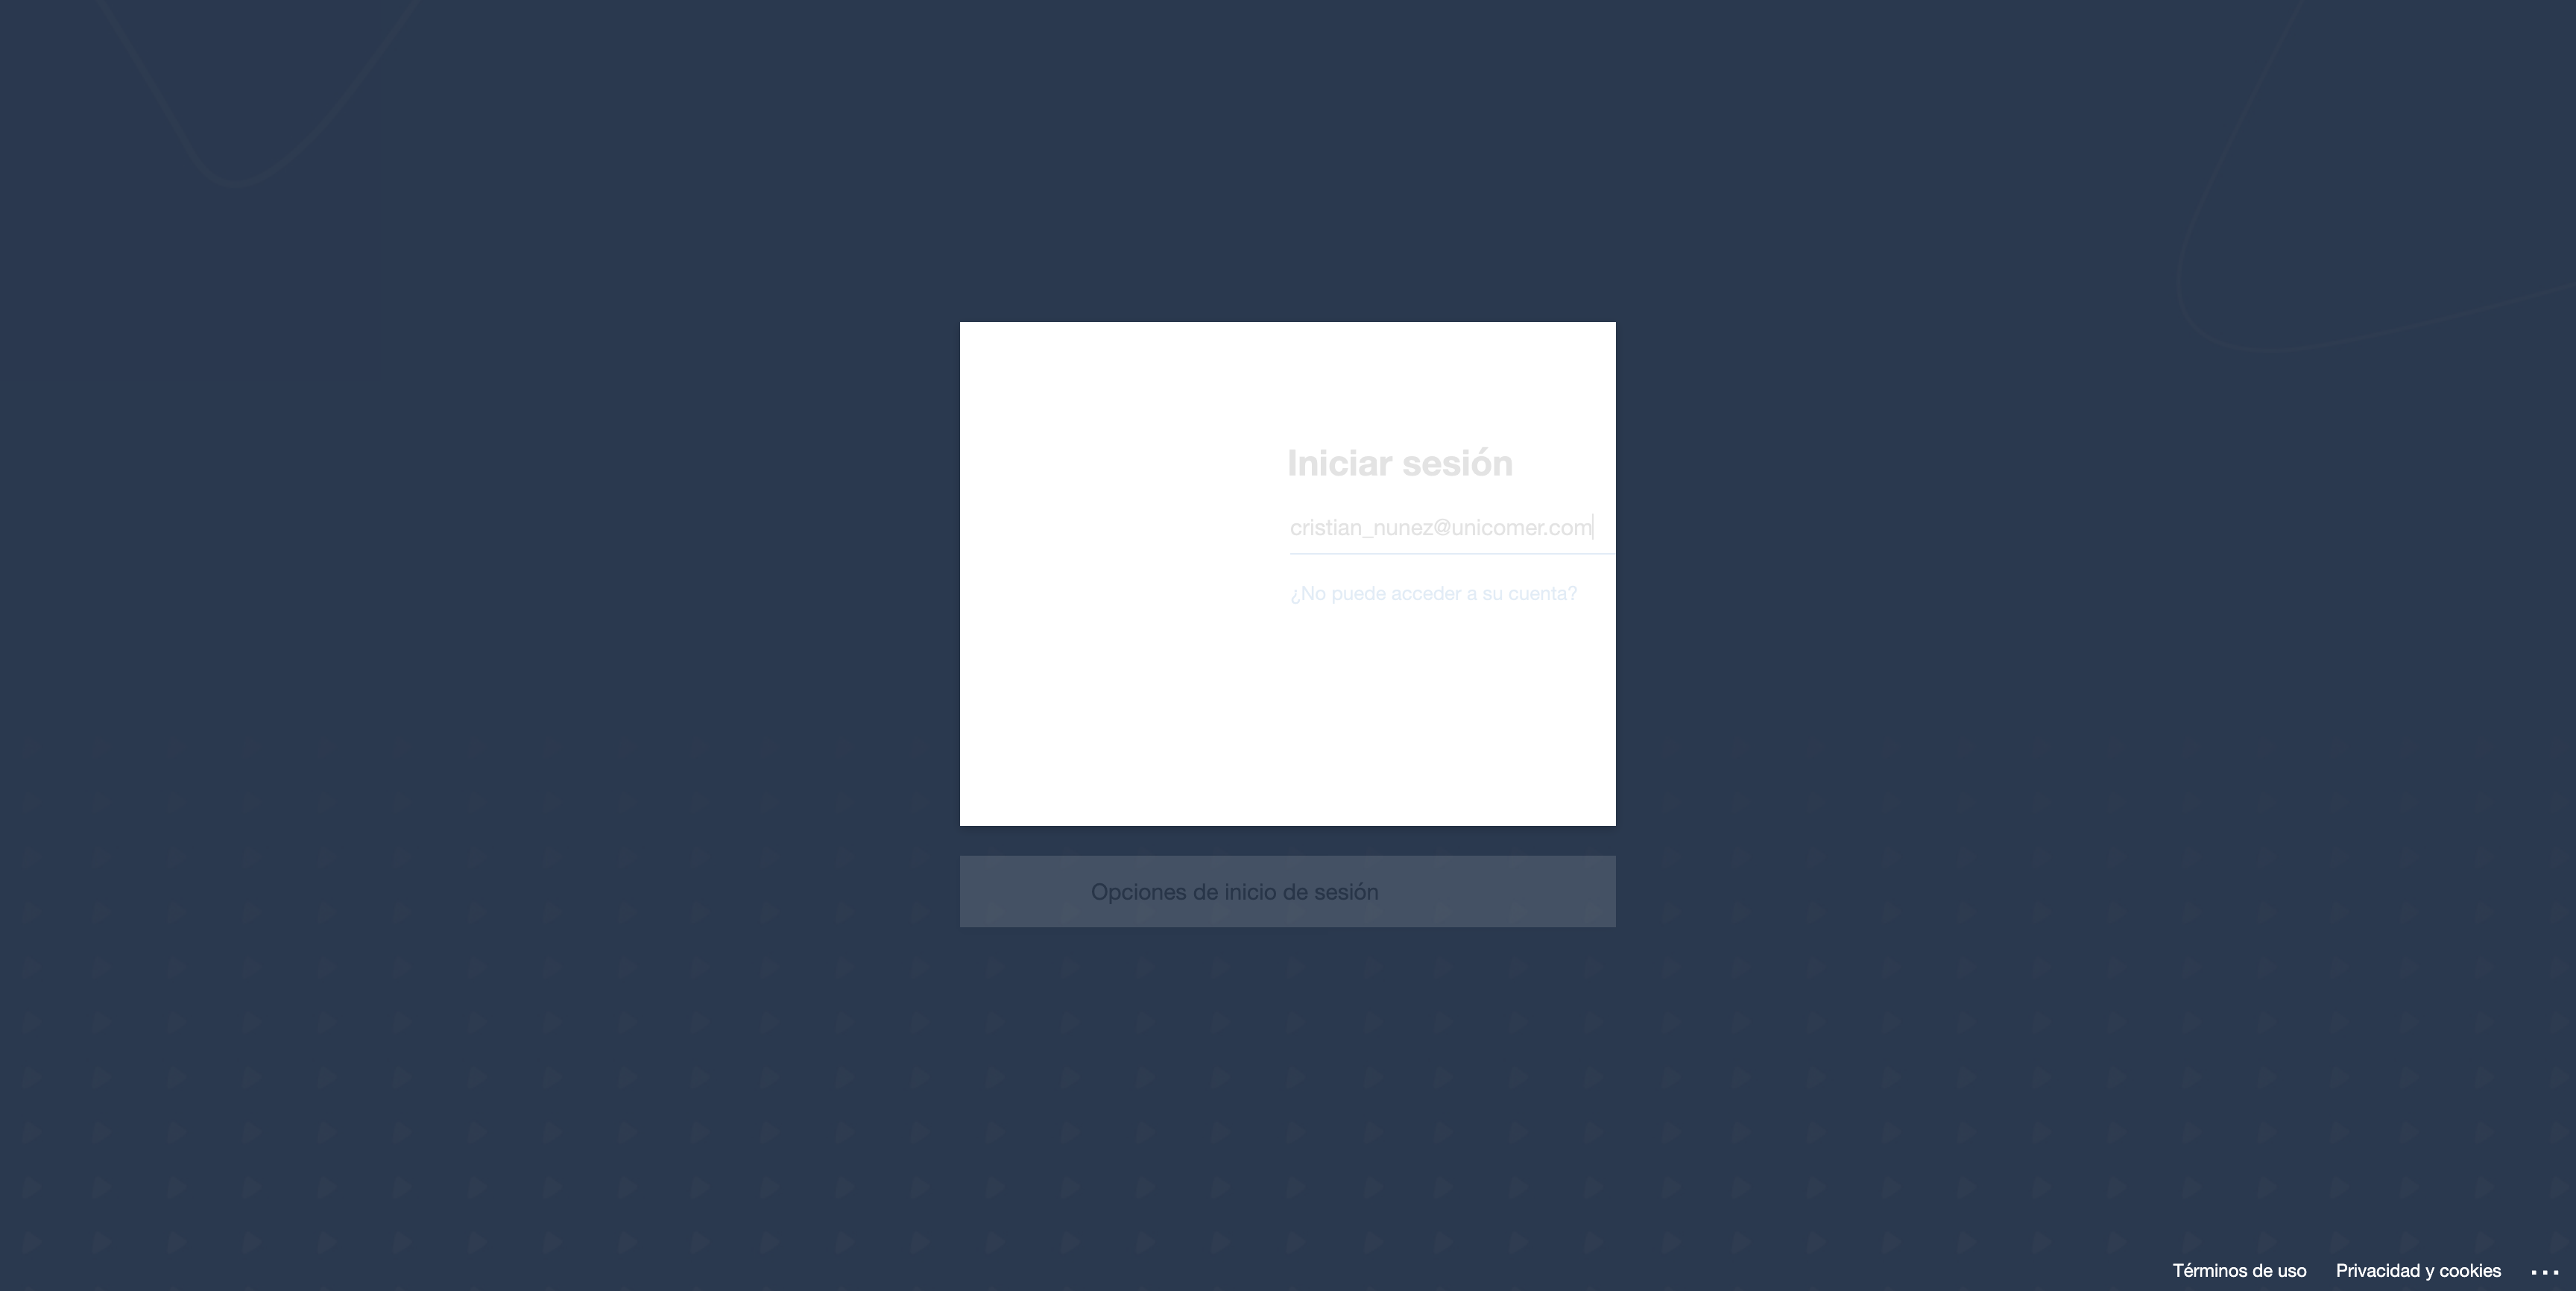 Iniciar sesión
cristian_nunez@unicomer.com
¿No puede acceder a su cuenta?
Opciones de inicio de sesión
Términos de uso Privacidad y cookies ...